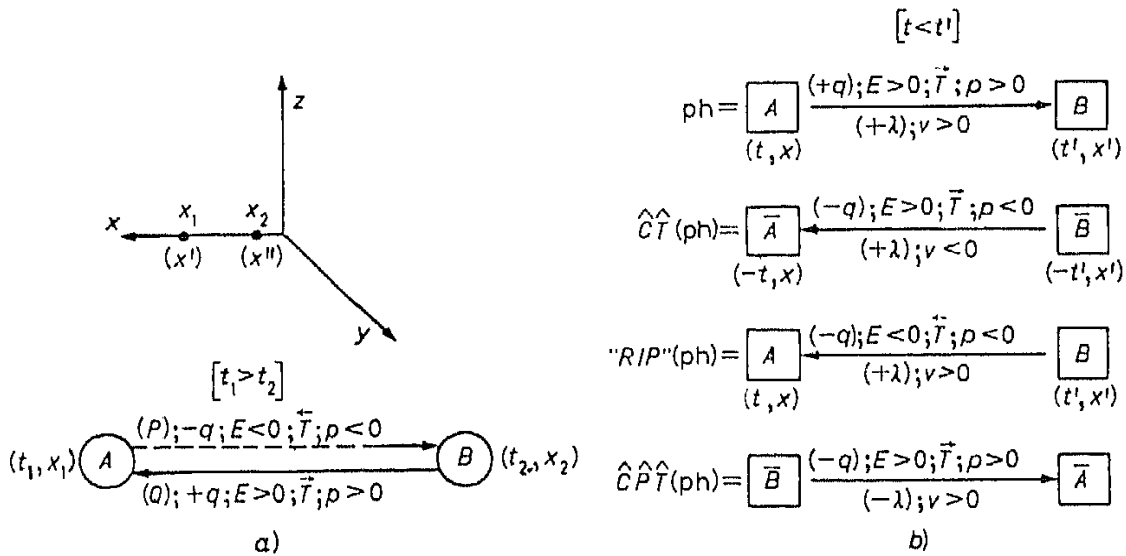 z
x
x₁
x₂
(x')
(x'')
y
[t₁>t₂]
(P);-q;E<0;T⃖;p<0
(t₁,x₁) A B (t₂,x₂)
(Q);+q;E>0;T⃗;p>0
a)
[t<t']
(+q);E>0;T⃗;p>0
ph= A B
(+λ);v>0
(t,x) (t',x')
(-q);E>0;T⃗;p<0
ĈT̂(ph)= A̅ B̅
(+λ);v<0
(-t,x) (-t',x')
(-q);E<0;T⃖;p<0
"RIP"(ph)= A B
(+λ);v>0
(t,x) (t',x')
(-q);E>0;T⃗;p>0
ĈP̂T̂(ph)= B̅ A̅
(-λ);v>0
b)